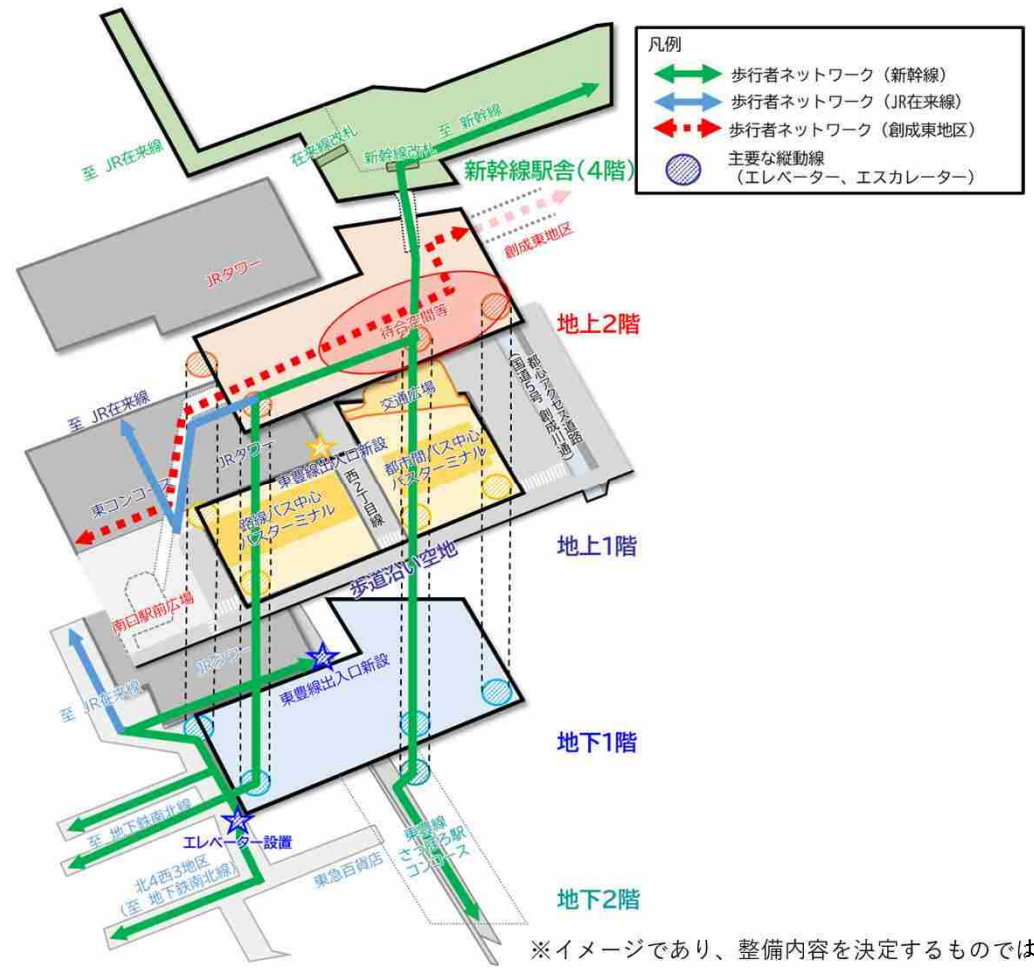 凡例
歩行者ネットワーク（新幹線）
歩行者ネットワーク（JR在来線）
歩行者ネットワーク（創成東地区）
主要な縦動線
（エレベーター、エスカレーター）
至 JR在来線
在来線改札
新幹線改札
至 新幹線
新幹線駅舎(4階)
創成東地区
JRタワー
待合空間等
地上2階
至 JR在来線
JRタワー
東コンコース
東豊線出入口新設
西2丁目線
交通広場
都市間バス中心
バスターミナル
路線バス中心
バスターミナル
都心アクセス道路
（国道5号 創成川通）
地上1階
歩道沿い空地
南口駅前広場
JRタワー
至 JR在来線
東豊線出入口新設
地下1階
至 地下鉄南北線
エレベーター設置
北4西3地区
（至 地下鉄南北線）
東急百貨店
東豊線
さっぽろ駅
コンコース
地下2階
※イメージであり、整備内容を決定するものでは